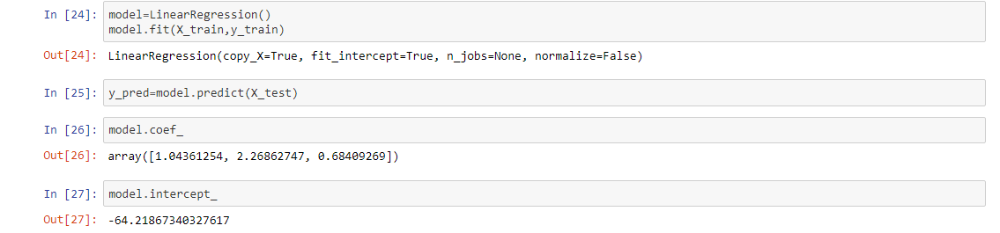 In [24]: model=LinearRegression()
model.fit(X_train,y_train)
Out[24]: LinearRegression(copy_X=True, fit_intercept=True, n_jobs=None, normalize=False)
In [25]: y_pred=model.predict(X_test)
In [26]: model.coef_
Out[26]: array([1.04361254, 2.26862747, 0.68409269])
In [27]: model.intercept_
Out[27]: -64.21867340327617